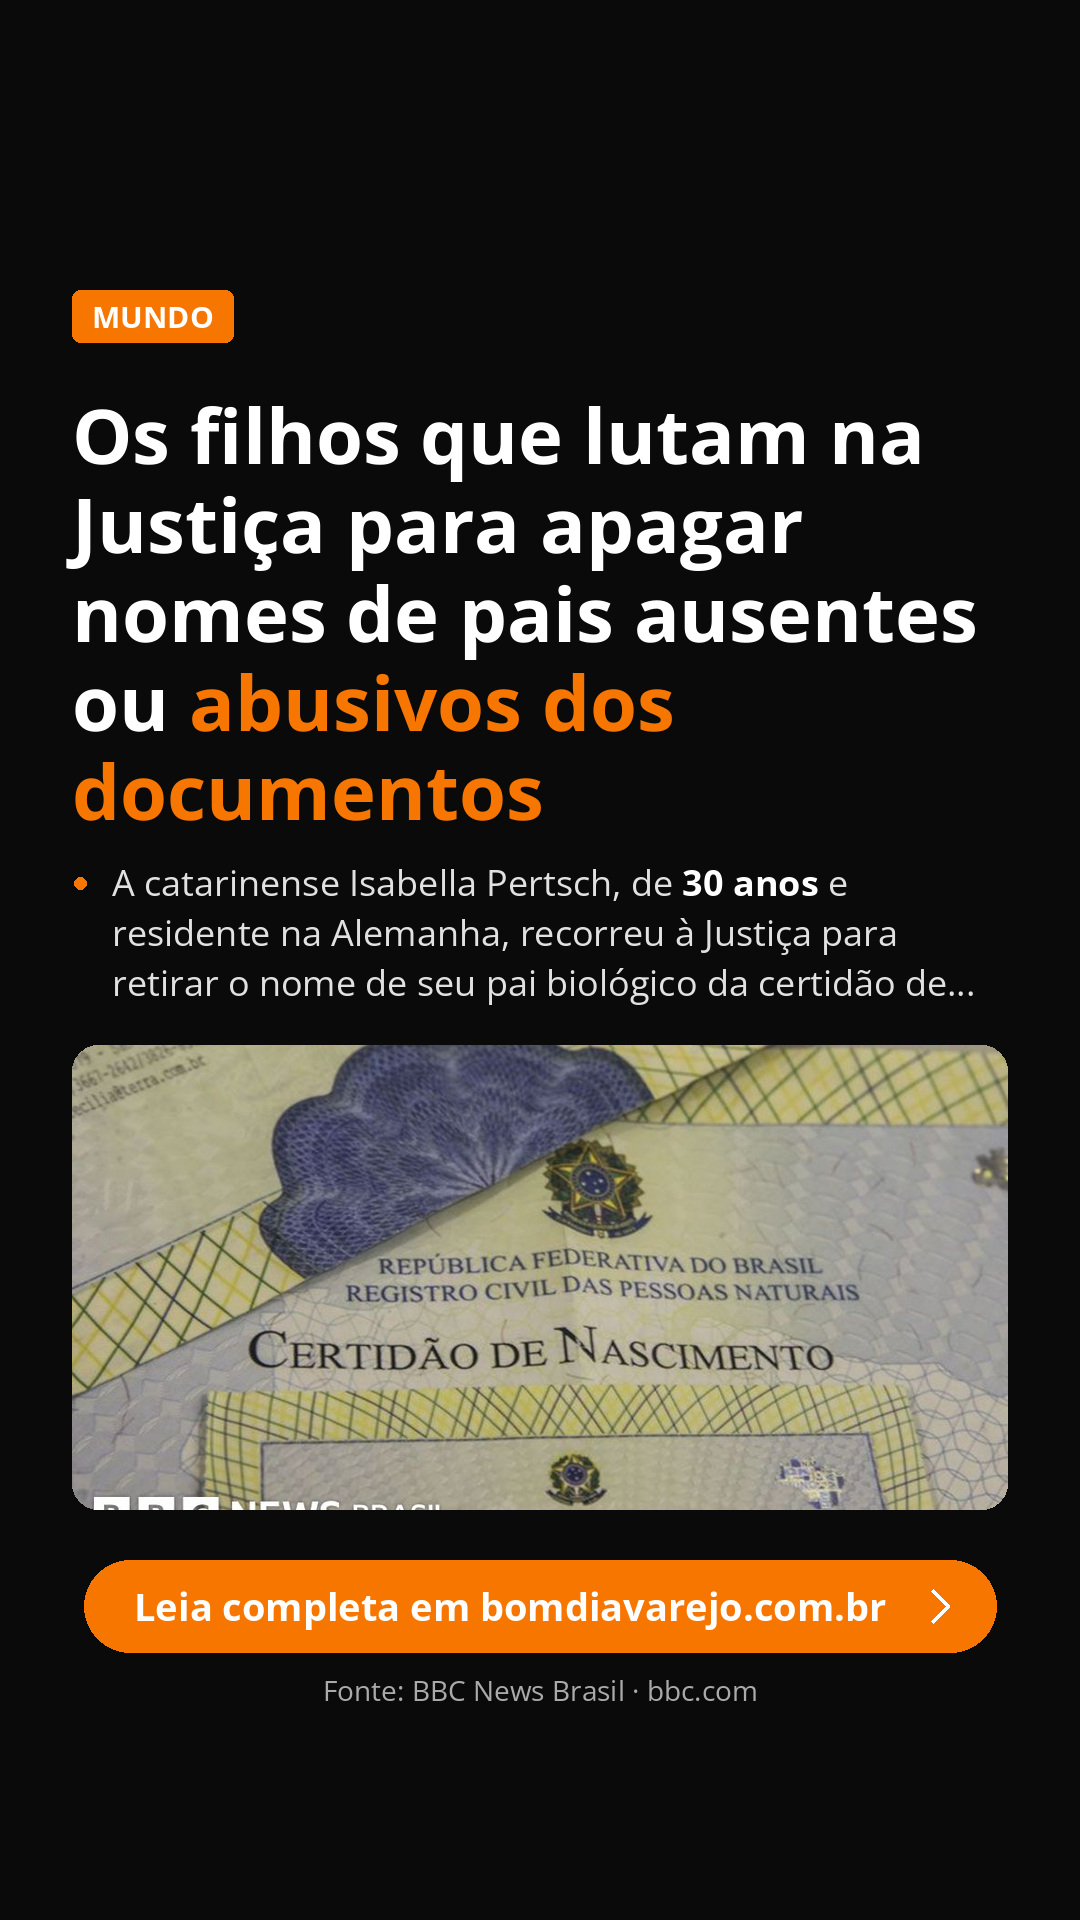 MUNDO
Os filhos que lutam na
Justiça para apagar
nomes de pais ausentes
ou abusivos dos
documentos
A catarinense Isabella Pertsch, de 30 anos e
residente na Alemanha, recorreu à Justiça para
retirar o nome de seu pai biológico da certidão de...
REPÚBLICA FEDERATIVA DO BRASIL
REGISTRO CIVIL DAS PESSOAS NATURAIS
CERTIDÃO DE NASCIMENTO
BBC NEWS BRASIL
Leia completa em bomdiavarejo.com.br
Fonte: BBC News Brasil · bbc.com